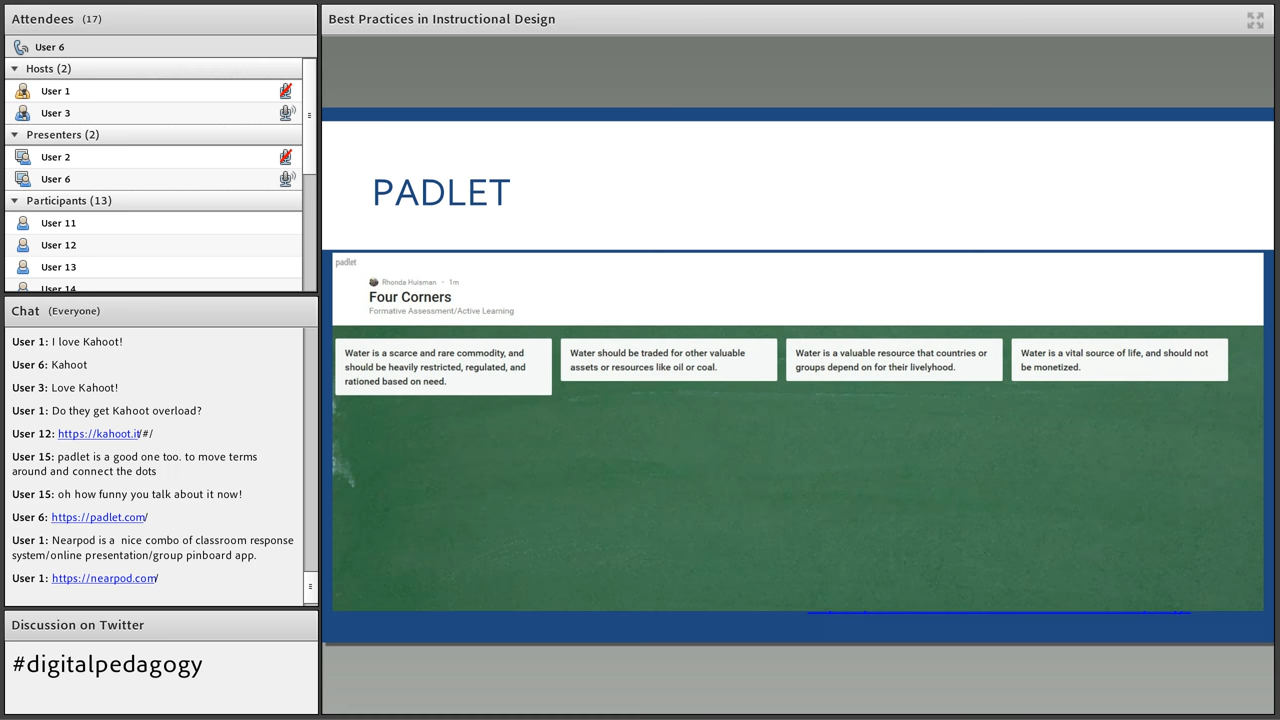 Attendees (17)
User 6
Hosts (2)
User 1
User 3
Presenters (2)
User 2
User 6
Participants (13)
User 11
User 12
User 13
User 14
Chat (Everyone)
User 1: I love Kahoot!
User 6: Kahoot
User 3: Love Kahoot!
User 1: Do they get Kahoot overload?
User 12: https://kahoot.it/#/
User 15: padlet is a good one too. to move terms
around and connect the dots
User 15: oh how funny you talk about it now!
User 6: https://padlet.com/
User 1: Nearpod is a nice combo of classroom response
system/online presentation/group pinboard app.
User 1: https://nearpod.com/
Discussion on Twitter
#digitalpedagogy
Best Practices in Instructional Design
PADLET
padlet
Rhonda Huisman · 1m
Four Corners
Formative Assessment/Active Learning
Water is a scarce and rare commodity, and
should be heavily restricted, regulated, and
rationed based on need.
Water should be traded for other valuable
assets or resources like oil or coal.
Water is a valuable resource that countries or
groups depend on for their livelyhood.
Water is a vital source of life, and should not
be monetized.